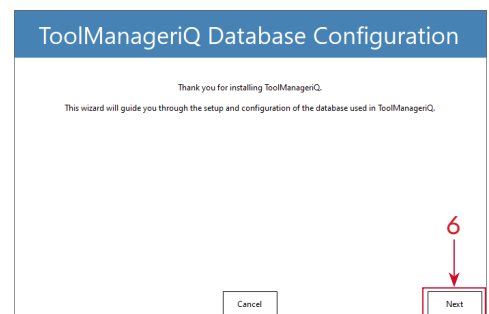 ToolManageriQ Database Configuration
Thank you for installing ToolManageriQ.
This wizard will guide you through the setup and configuration of the database used in ToolManageriQ.
6
Cancel
Next